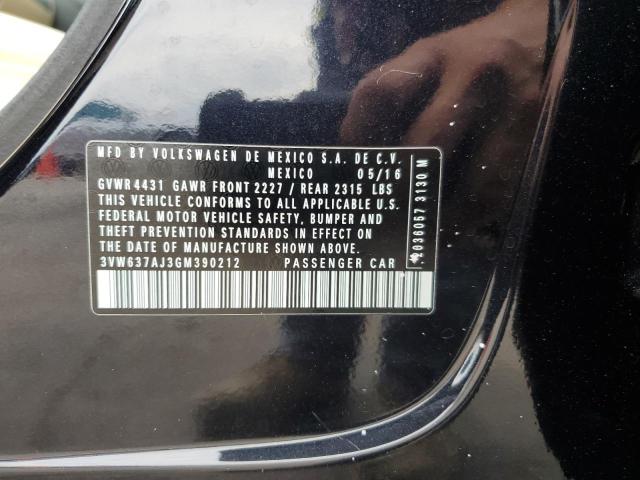 MFD BY VOLKSWAGEN DE MEXICO S.A. DE C.V.
MEXICO 05/16
GVWR 4431 GAWR FRONT 2227 / REAR 2315 LBS
THIS VEHICLE CONFORMS TO ALL APPLICABLE U.S.
FEDERAL MOTOR VEHICLE SAFETY, BUMPER AND
THEFT PREVENTION STANDARDS IN EFFECT ON THE
DATE OF MANUFACTURE SHOWN ABOVE.
3VW637AJ3GM390212 PASSENGER CAR
2036057 3130 M